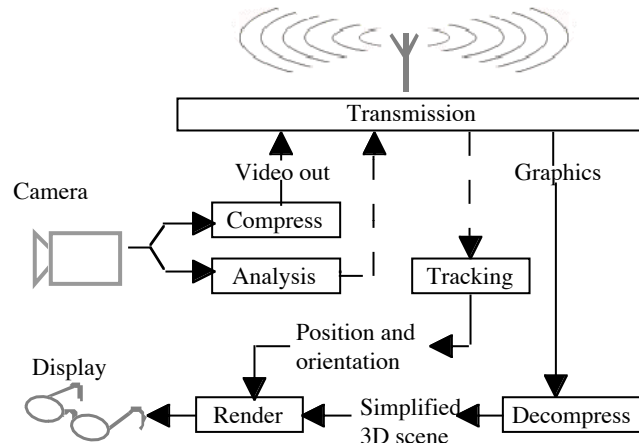 Transmission
Video out
Graphics
Camera
Compress
Analysis
Tracking
Position and
orientation
Display
Render
Simplified
3D scene
Decompress